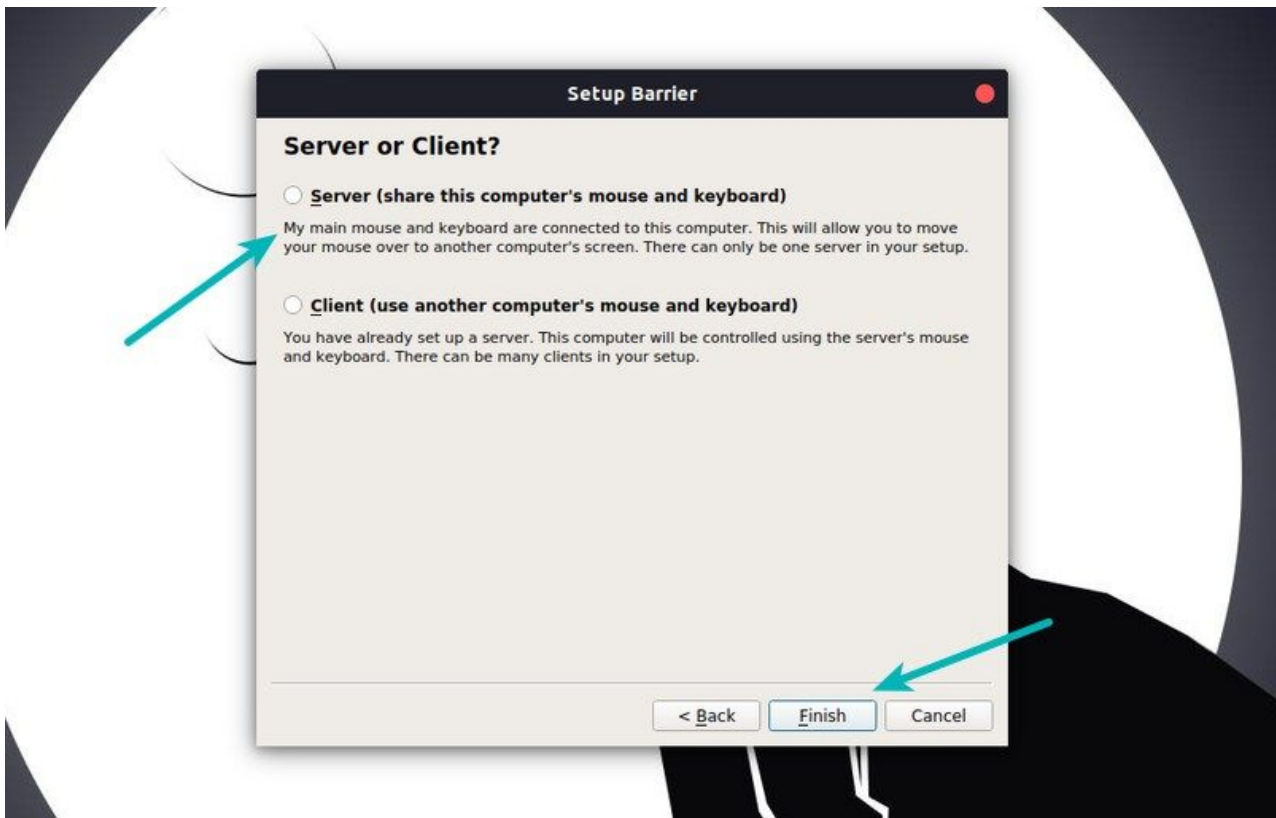 Setup Barrier
Server or Client?
Server (share this computer's mouse and keyboard)
My main mouse and keyboard are connected to this computer. This will allow you to move
your mouse over to another computer's screen. There can only be one server in your setup.
Client (use another computer's mouse and keyboard)
You have already set up a server. This computer will be controlled using the server's mouse
and keyboard. There can be many clients in your setup.
< Back Finish Cancel